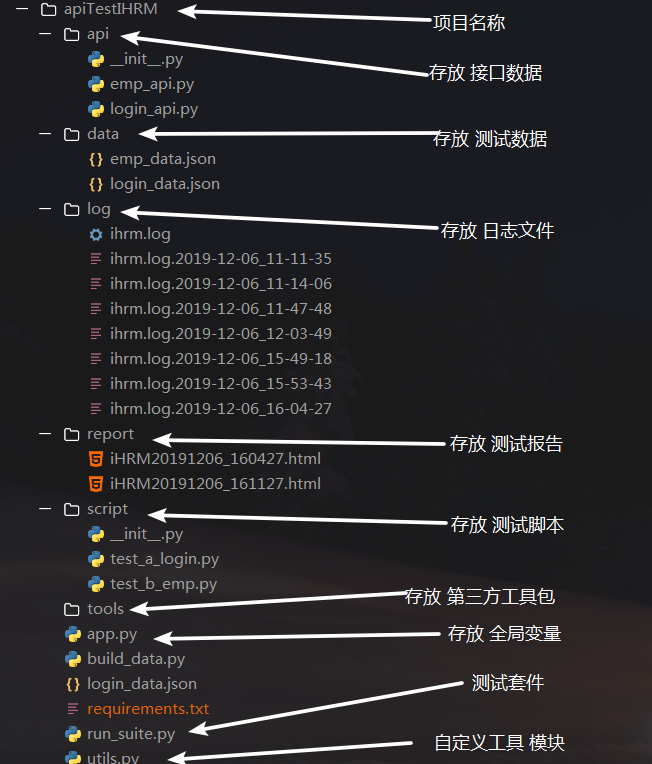 apiTestIHRM 项目名称
api
__init__.py 存放 接口数据
emp_api.py
login_api.py
data 存放 测试数据
emp_data.json
login_data.json
log 存放 日志文件
ihrm.log
ihrm.log.2019-12-06_11-11-35
ihrm.log.2019-12-06_11-14-06
ihrm.log.2019-12-06_11-47-48
ihrm.log.2019-12-06_12-03-49
ihrm.log.2019-12-06_15-49-18
ihrm.log.2019-12-06_15-53-43
ihrm.log.2019-12-06_16-04-27
report 存放 测试报告
iHRM20191206_160427.html
iHRM20191206_161127.html
script 存放 测试脚本
__init__.py
test_a_login.py
test_b_emp.py
tools 存放 第三方工具包
app.py 存放 全局变量
build_data.py
login_data.json 测试套件
requirements.txt
run_suite.py
utils.py 自定义工具 模块